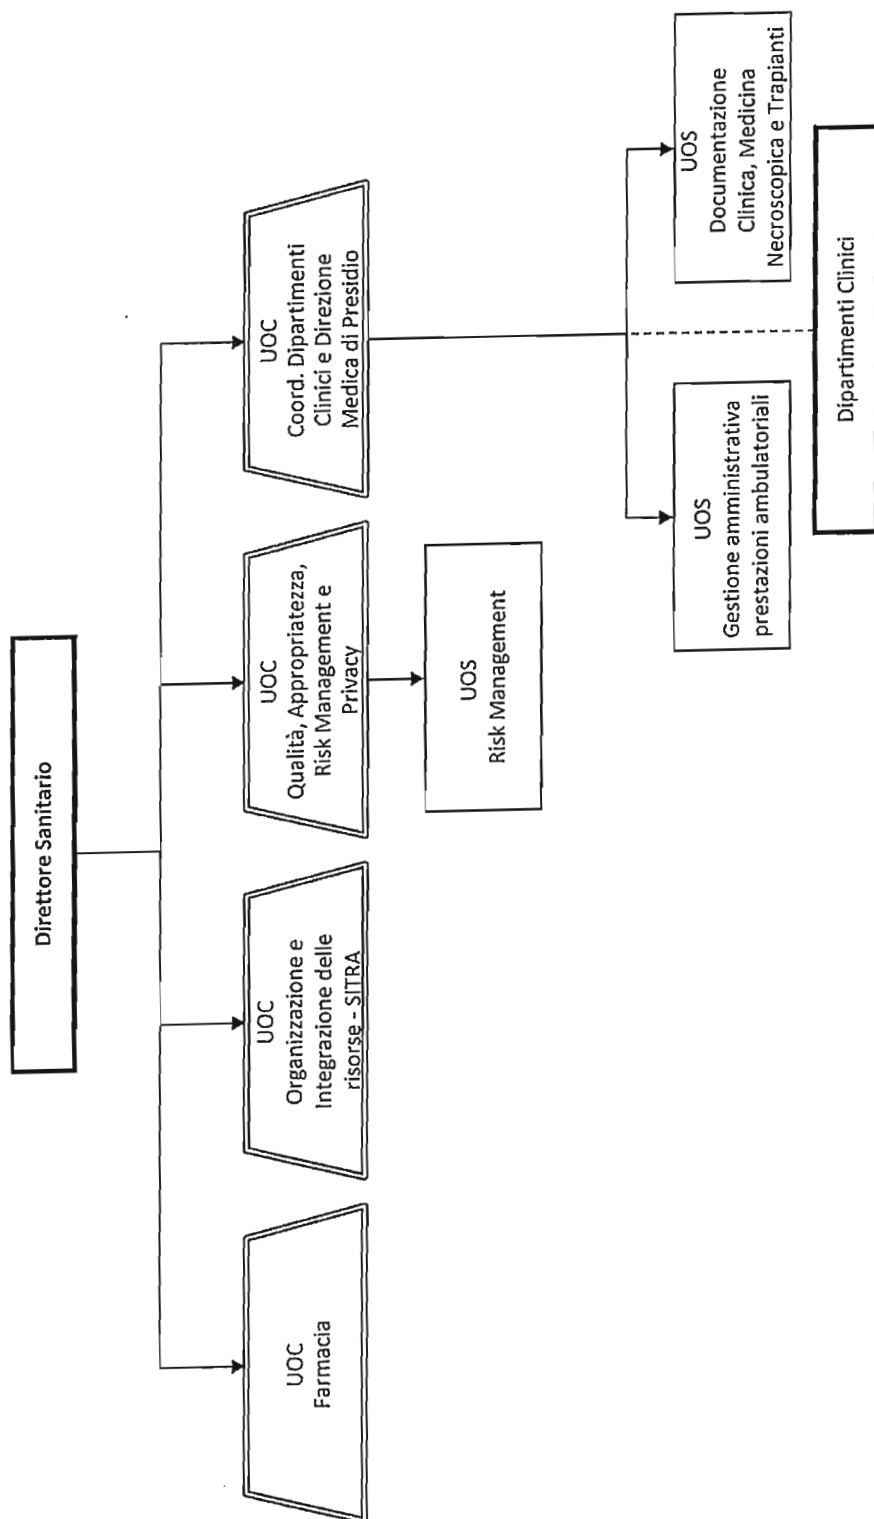 Direttore Sanitario
UOC
Farmacia
UOC
Organizzazione e
Integrazione delle
risorse - SITRA
UOC
Qualità, Appropriatezza,
Risk Management e
Privacy
UOC
Coord. Dipartimenti
Clinici e Direzione
Medica di Presidio
UOS
Risk Management
UOS
Gestione amministrativa
prestazioni ambulatoriali
UOS
Documentazione
Clinica, Medicina
Necroscopica e Trapianti
Dipartimenti Clinici